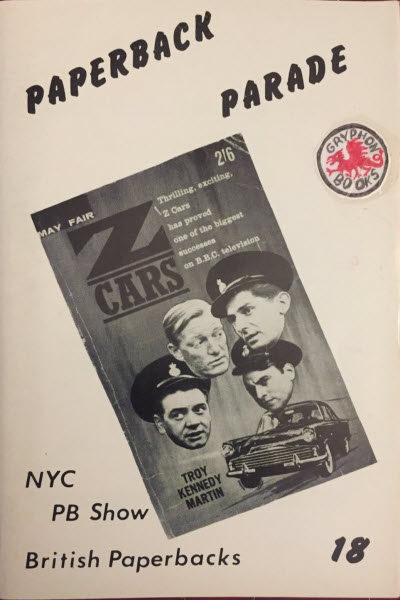 PAPERBACK
PARADE
GRYPHON
BOOKS
2/6
MAY FAIR
Thrilling, exciting,
Z Cars
has proved
one of the biggest
successes
on B.B.C. television
Z
CARS
TROY
KENNEDY
MARTIN
NYC
PB Show
British Paperbacks
18